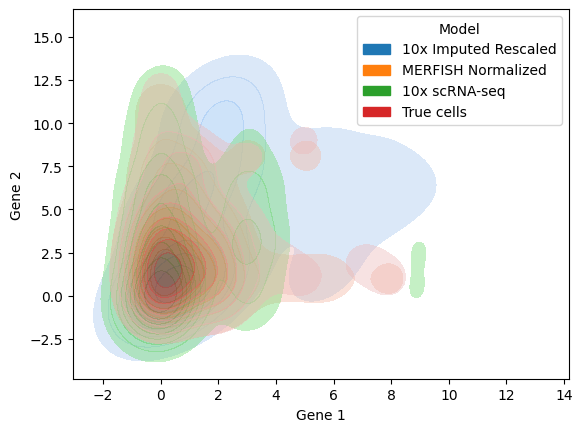 Model
10x Imputed Rescaled
MERFISH Normalized
10x scRNA-seq
True cells
15.0
12.5
10.0
7.5
5.0
2.5
0.0
−2.5
Gene 2
−2 0 2 4 6 8 10 12 14
Gene 1